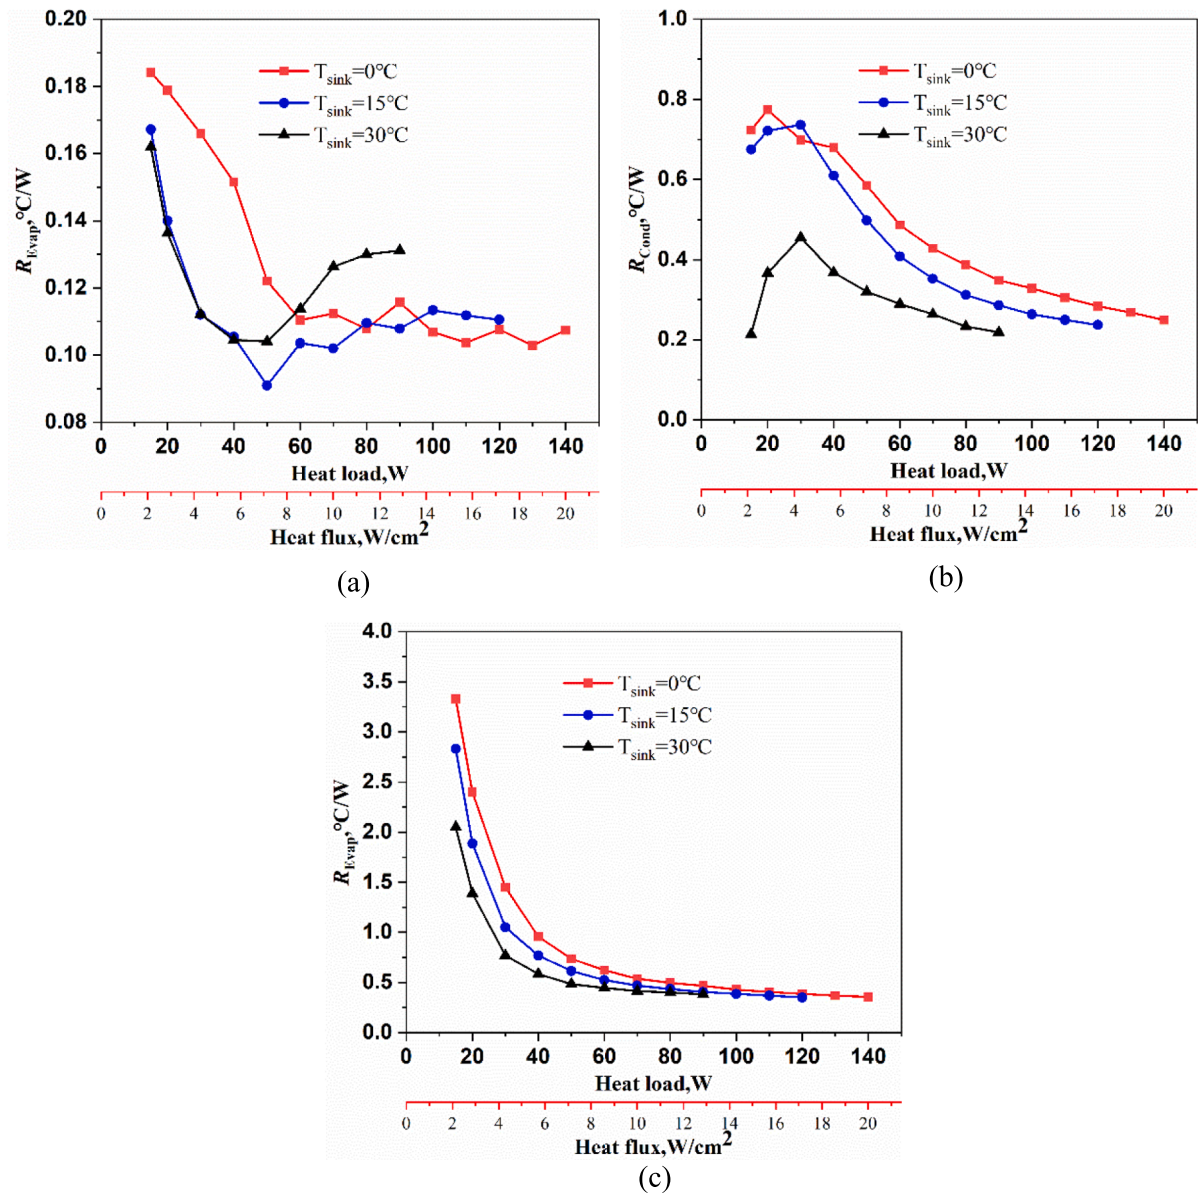 0.20
0.18
0.16
0.14
0.12
0.10
0.08
R_Evap,°C/W
T_sink=0°C
T_sink=15°C
T_sink=30°C
0 20 40 60 80 100 120 140
Heat load,W
0 2 4 6 8 10 12 14 16 18 20
Heat flux,W/cm²
(a)
1.0
0.8
0.6
0.4
0.2
0.0
R_Cond,°C/W
T_sink=0°C
T_sink=15°C
T_sink=30°C
0 20 40 60 80 100 120 140
Heat load,W
0 2 4 6 8 10 12 14 16 18 20
Heat flux,W/cm²
(b)
4.0
3.5
3.0
2.5
2.0
1.5
1.0
0.5
0.0
R_Evap,°C/W
T_sink=0°C
T_sink=15°C
T_sink=30°C
0 20 40 60 80 100 120 140
Heat load,W
0 2 4 6 8 10 12 14 16 18 20
Heat flux,W/cm²
(c)